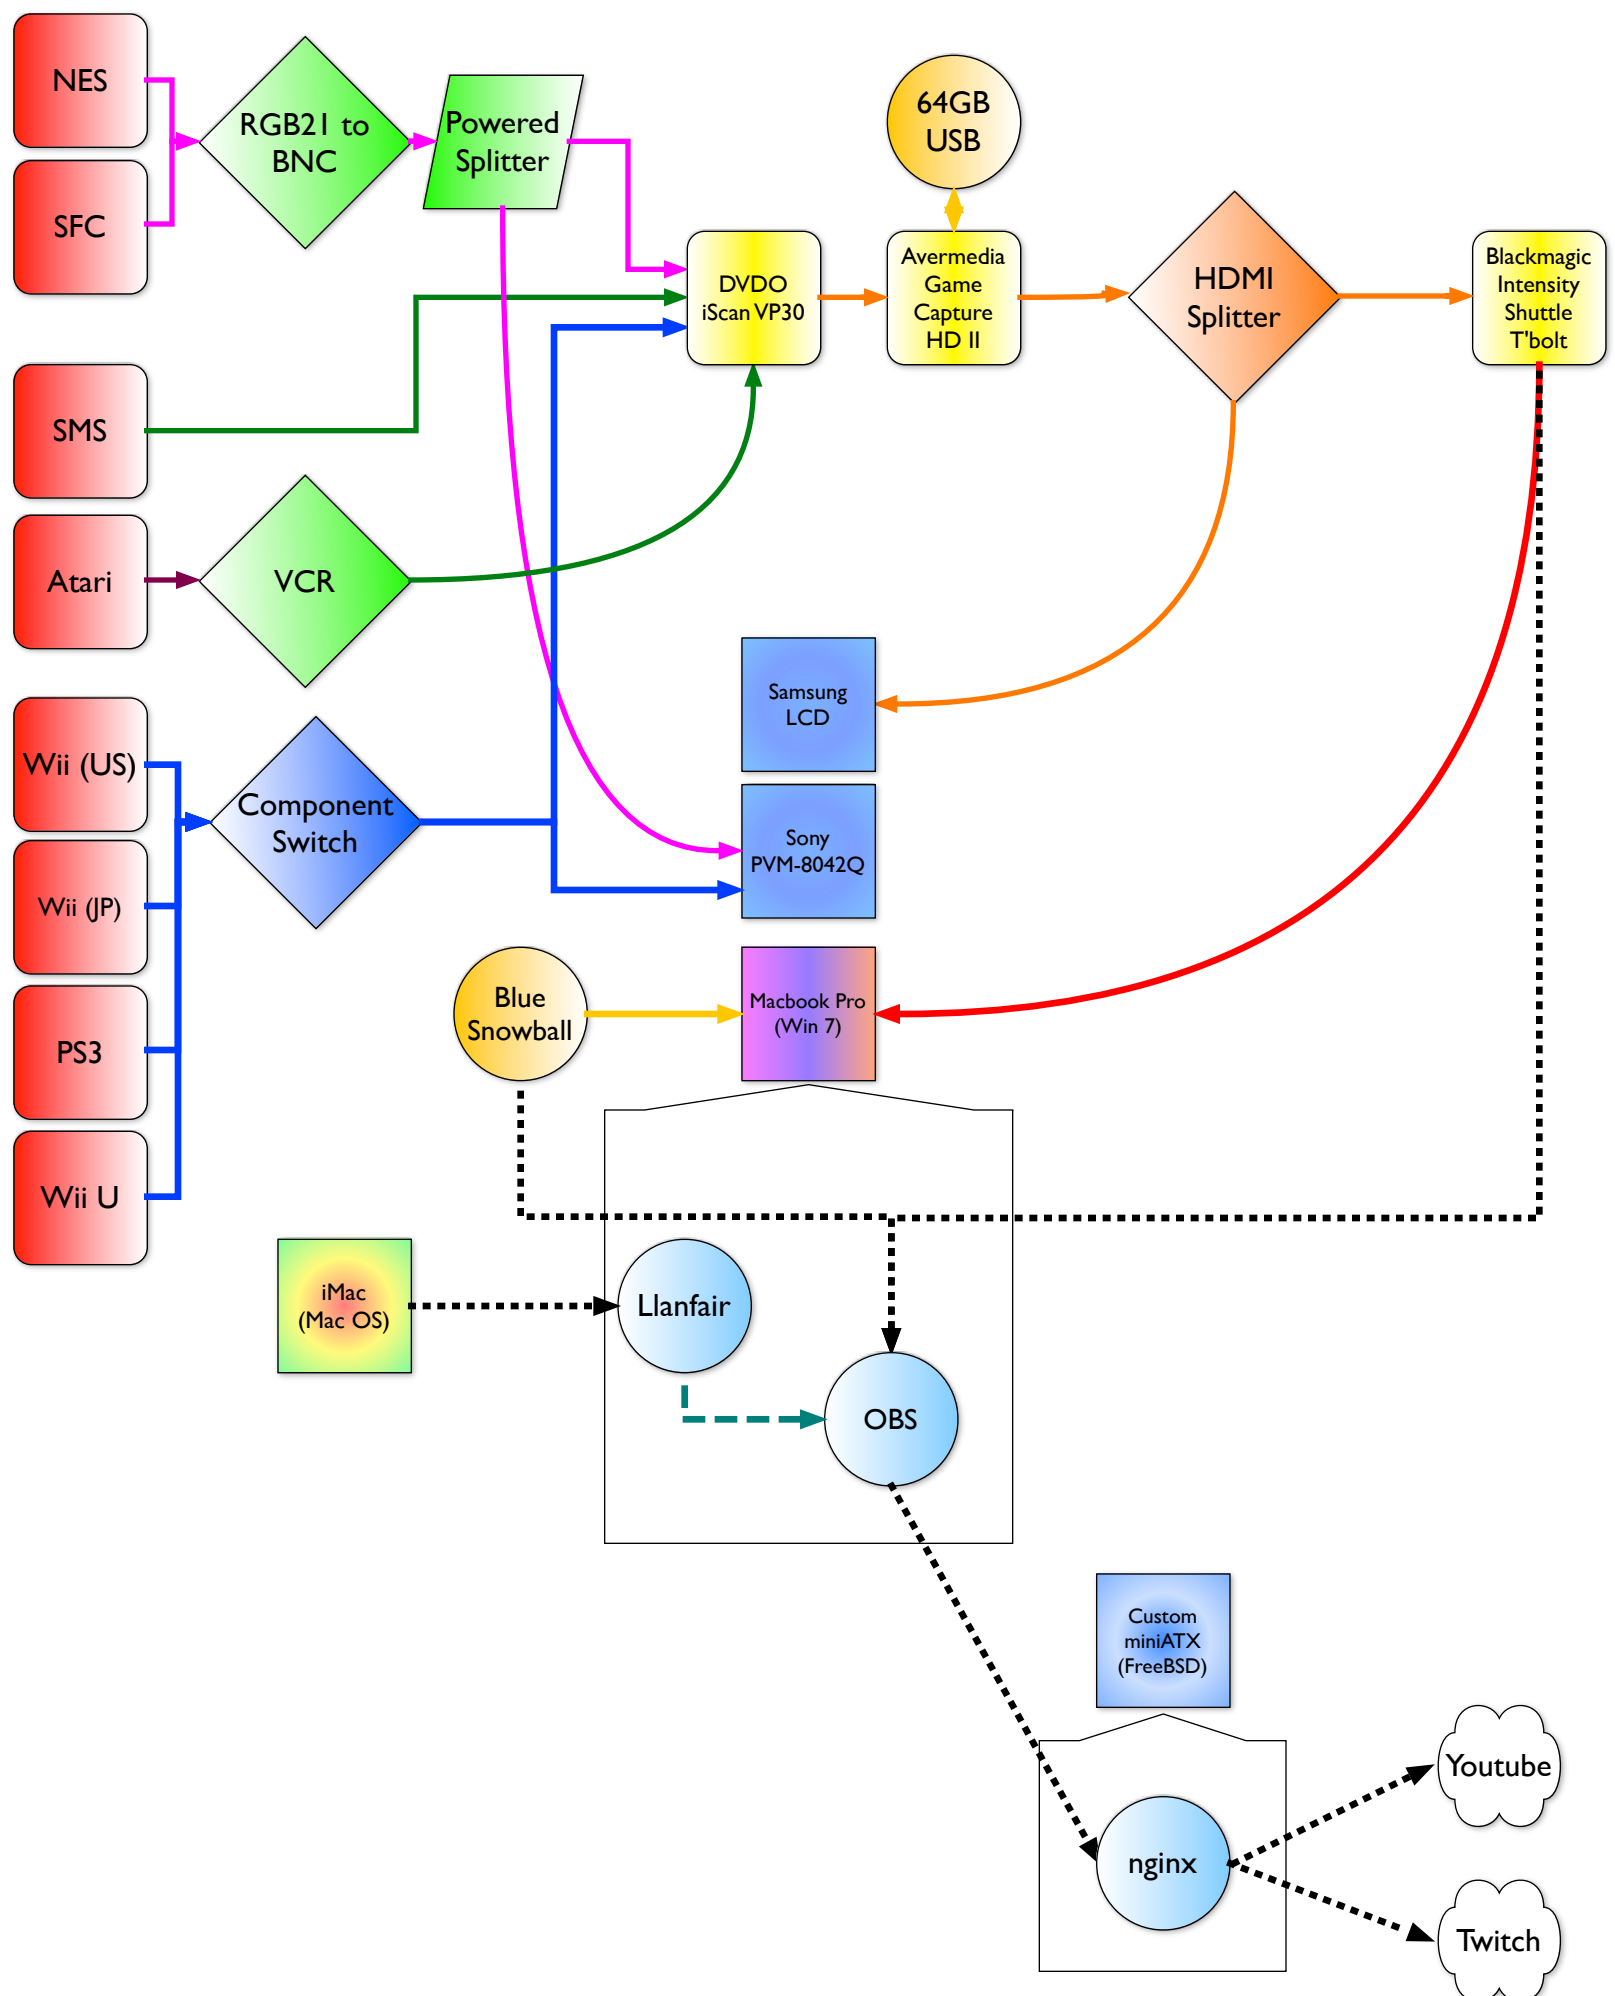 NES
SFC
RGB21 to
BNC
Powered
Splitter
64GB
USB
DVDO
iScan VP30
Avermedia
Game
Capture
HD II
HDMI
Splitter
Blackmagic
Intensity
Shuttle
T'bolt
SMS
Atari
VCR
Samsung
LCD
Wii (US)
Component
Switch
Sony
PVM-8042Q
Wii (JP)
PS3
Blue
Snowball
Macbook Pro
(Win 7)
Wii U
iMac
(Mac OS)
Llanfair
OBS
Custom
miniATX
(FreeBSD)
Youtube
nginx
Twitch